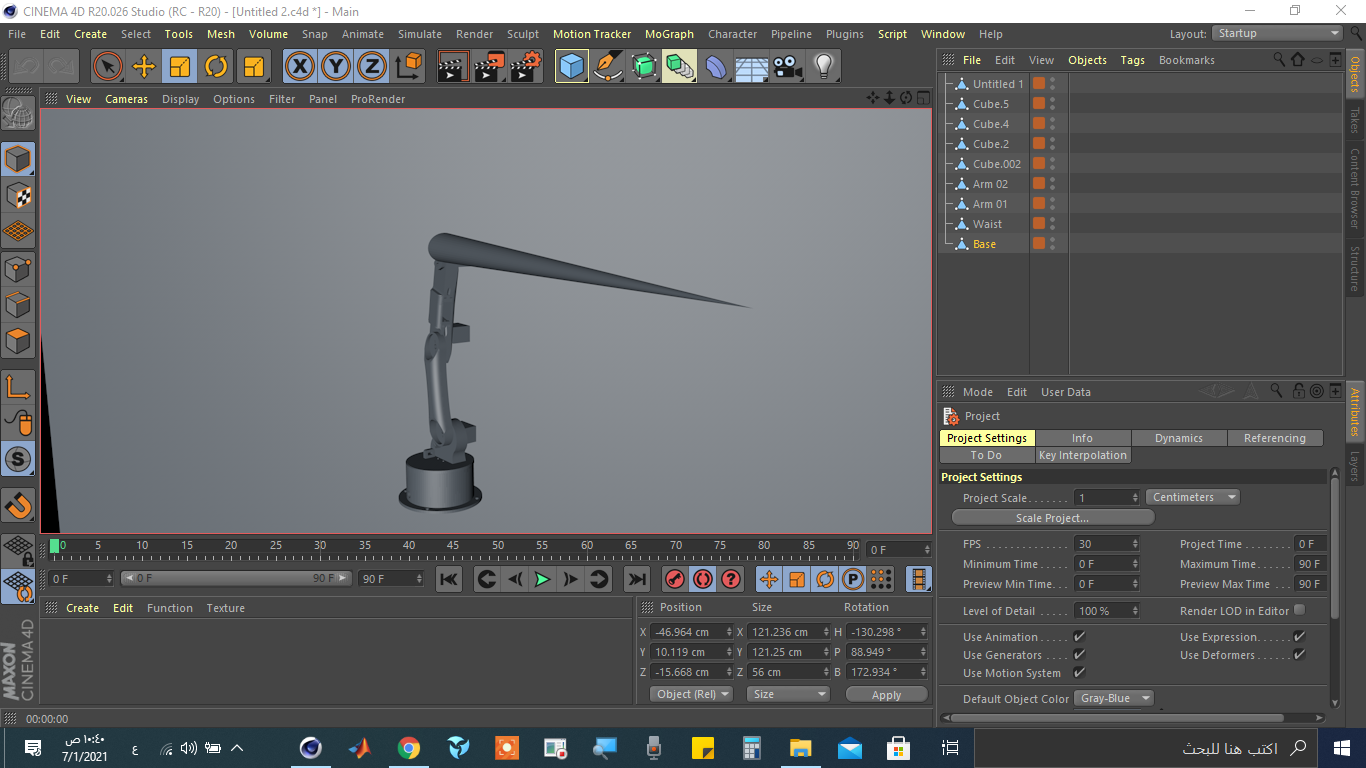 CINEMA 4D R20.026 Studio (RC - R20) - [Untitled 2.c4d *] - Main
File Edit Create Select Tools Mesh Volume Snap Animate Simulate Render Sculpt Motion Tracker MoGraph Character Pipeline Plugins Script Window Help Layout: Startup
X Y Z
File Edit View Objects Tags Bookmarks
View Cameras Display Options Filter Panel ProRender
Untitled 1
Cube.5
Cube.4
Cube.2
Cube.002
Arm 02
Arm 01
Waist
Base
Objects
Takes
Content Browser
Structure
Mode Edit User Data
Project
Project Settings Info Dynamics Referencing
To Do Key Interpolation
Project Settings
Project Scale....... 1 Centimeters
Scale Project...
FPS 30 Project Time 0 F
Minimum Time 0 F Maximum Time 90 F
Preview Min Time 0 F Preview Max Time 90 F
Level of Detail 100 % Render LOD in Editor
Use Animation Use Expression
Use Generators Use Deformers
Use Motion System
Default Object Color Gray-Blue
Attributes
Layers
0 5 10 15 20 25 30 35 40 45 50 55 60 65 70 75 80 85 90 0 F
0 F 0 F 90 F 90 F
P
S
Create Edit Function Texture
Position Size Rotation
X -46.964 cm X 121.236 cm H -130.298 °
Y 10.119 cm Y 121.25 cm P 88.949 °
Z -15.668 cm Z 56 cm B 172.934 °
Object (Rel) Size Apply
MAXON
CINEMA 4D
00:00:00
١٠:٤٠ ص
7/1/2021
ع
اكتب هنا للبحث